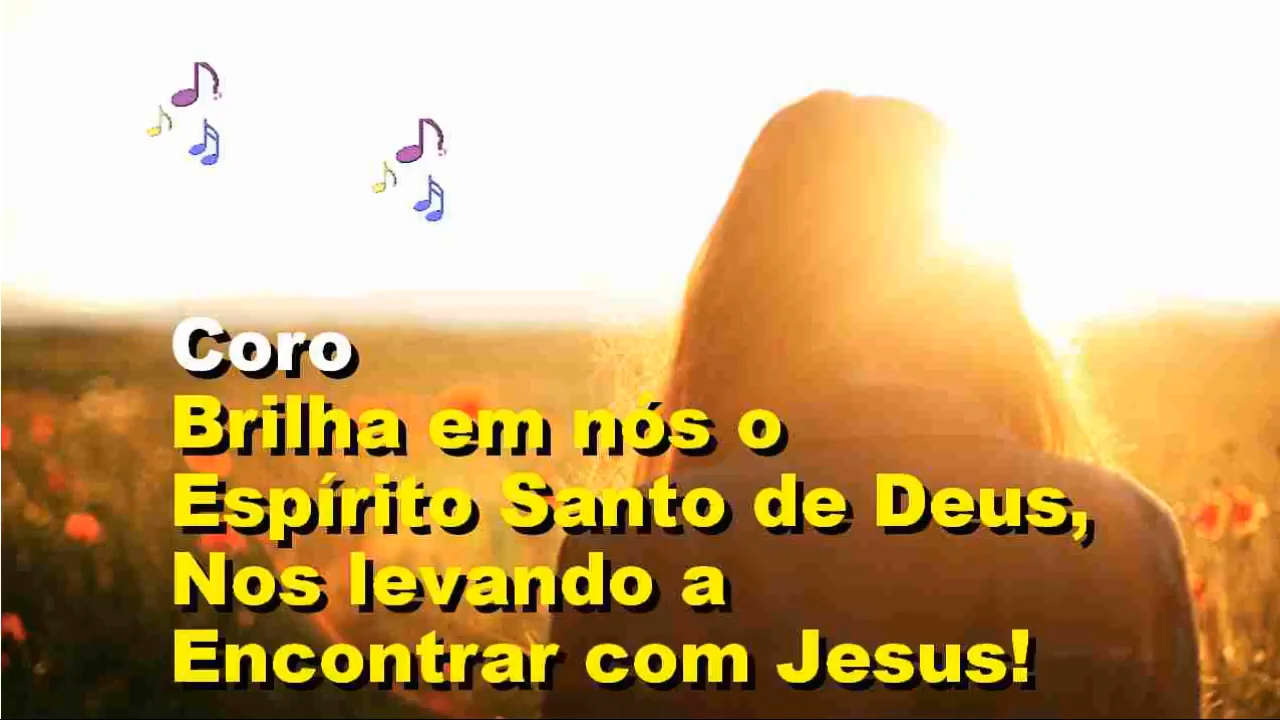 Coro
Brilha em nós o
Espírito Santo de Deus,
Nos levando a
Encontrar com Jesus!